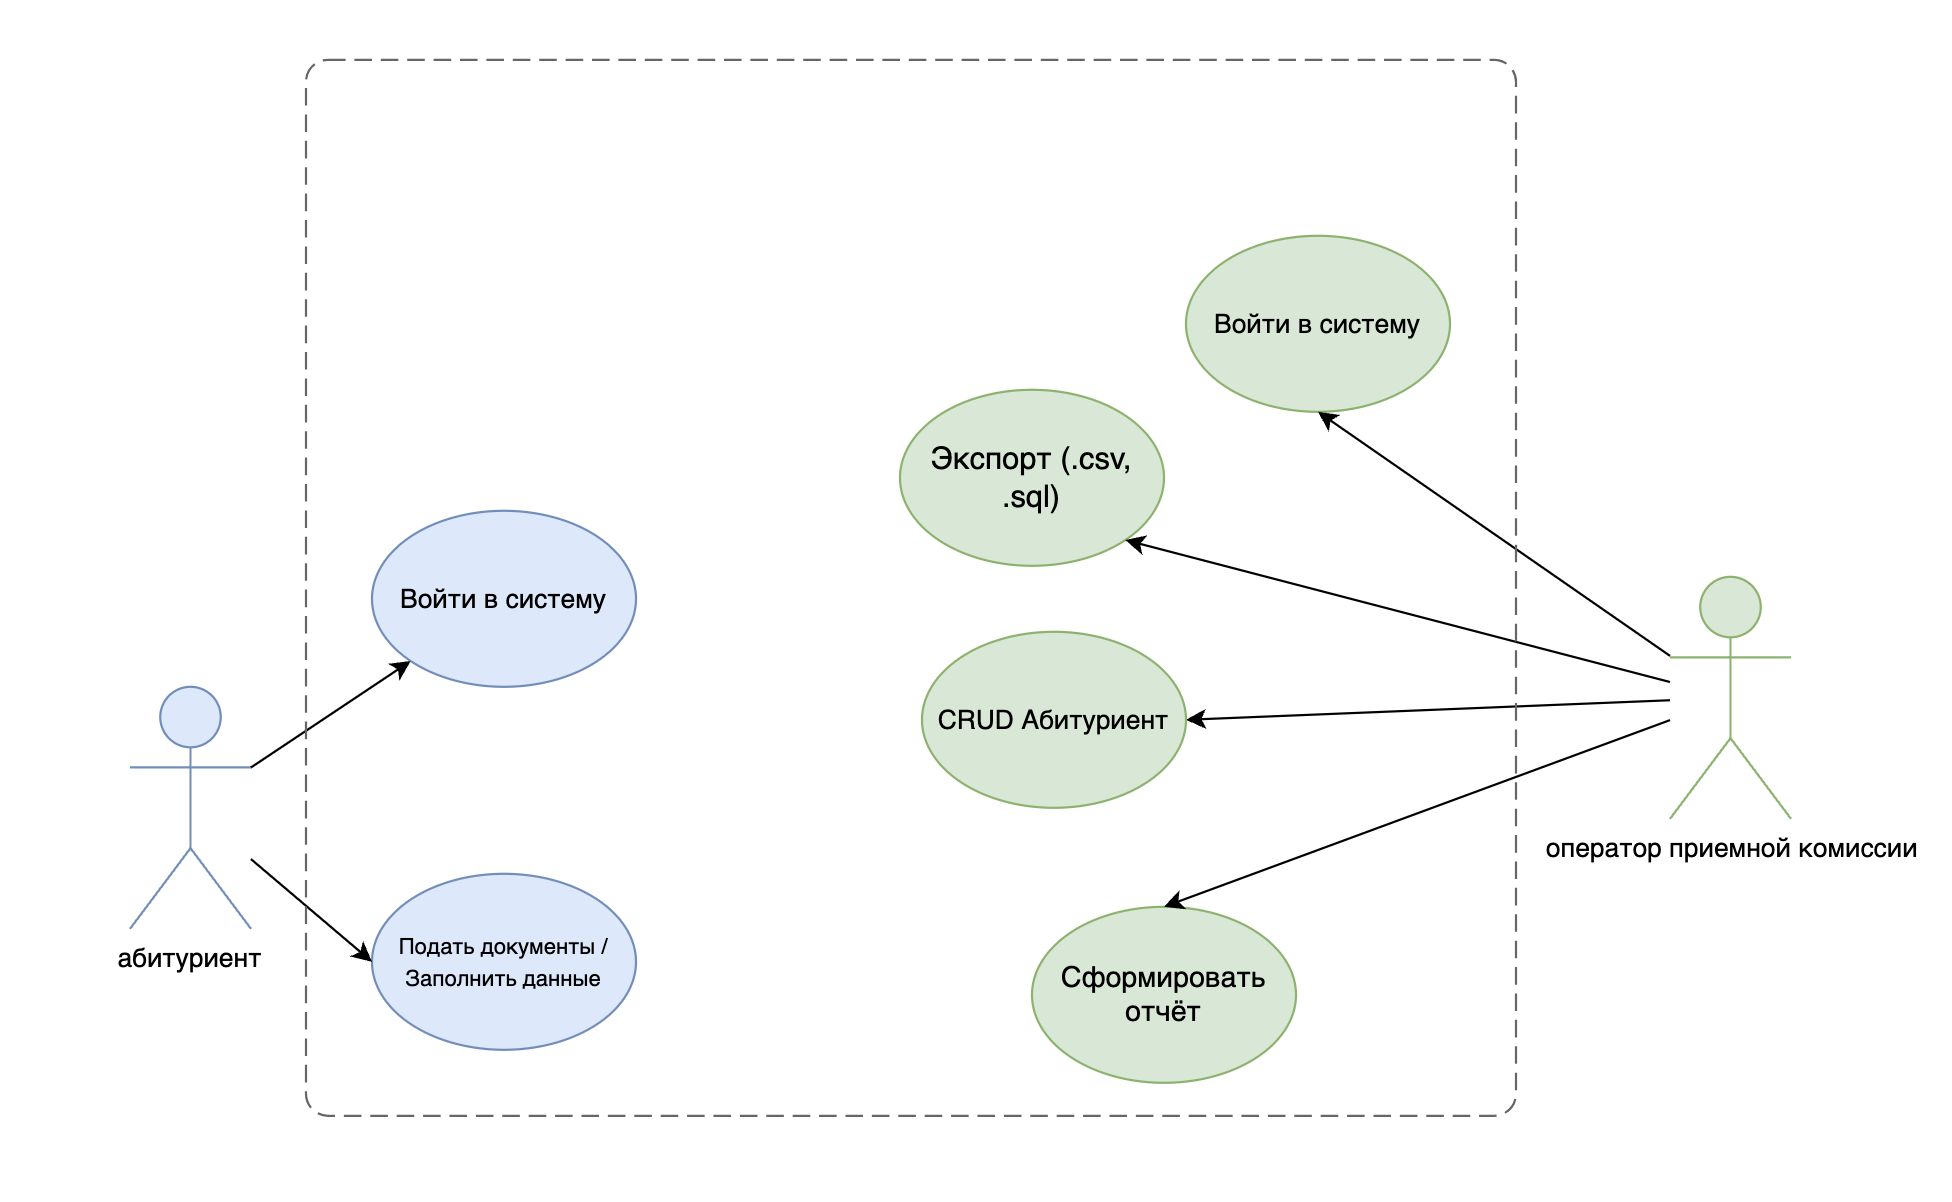 Войти в систему
Экспорт (.csv,
.sql)
Войти в систему
CRUD Абитуриент
оператор приемной комиссии
абитуриент
Подать документы /
Заполнить данные
Сформировать
отчёт